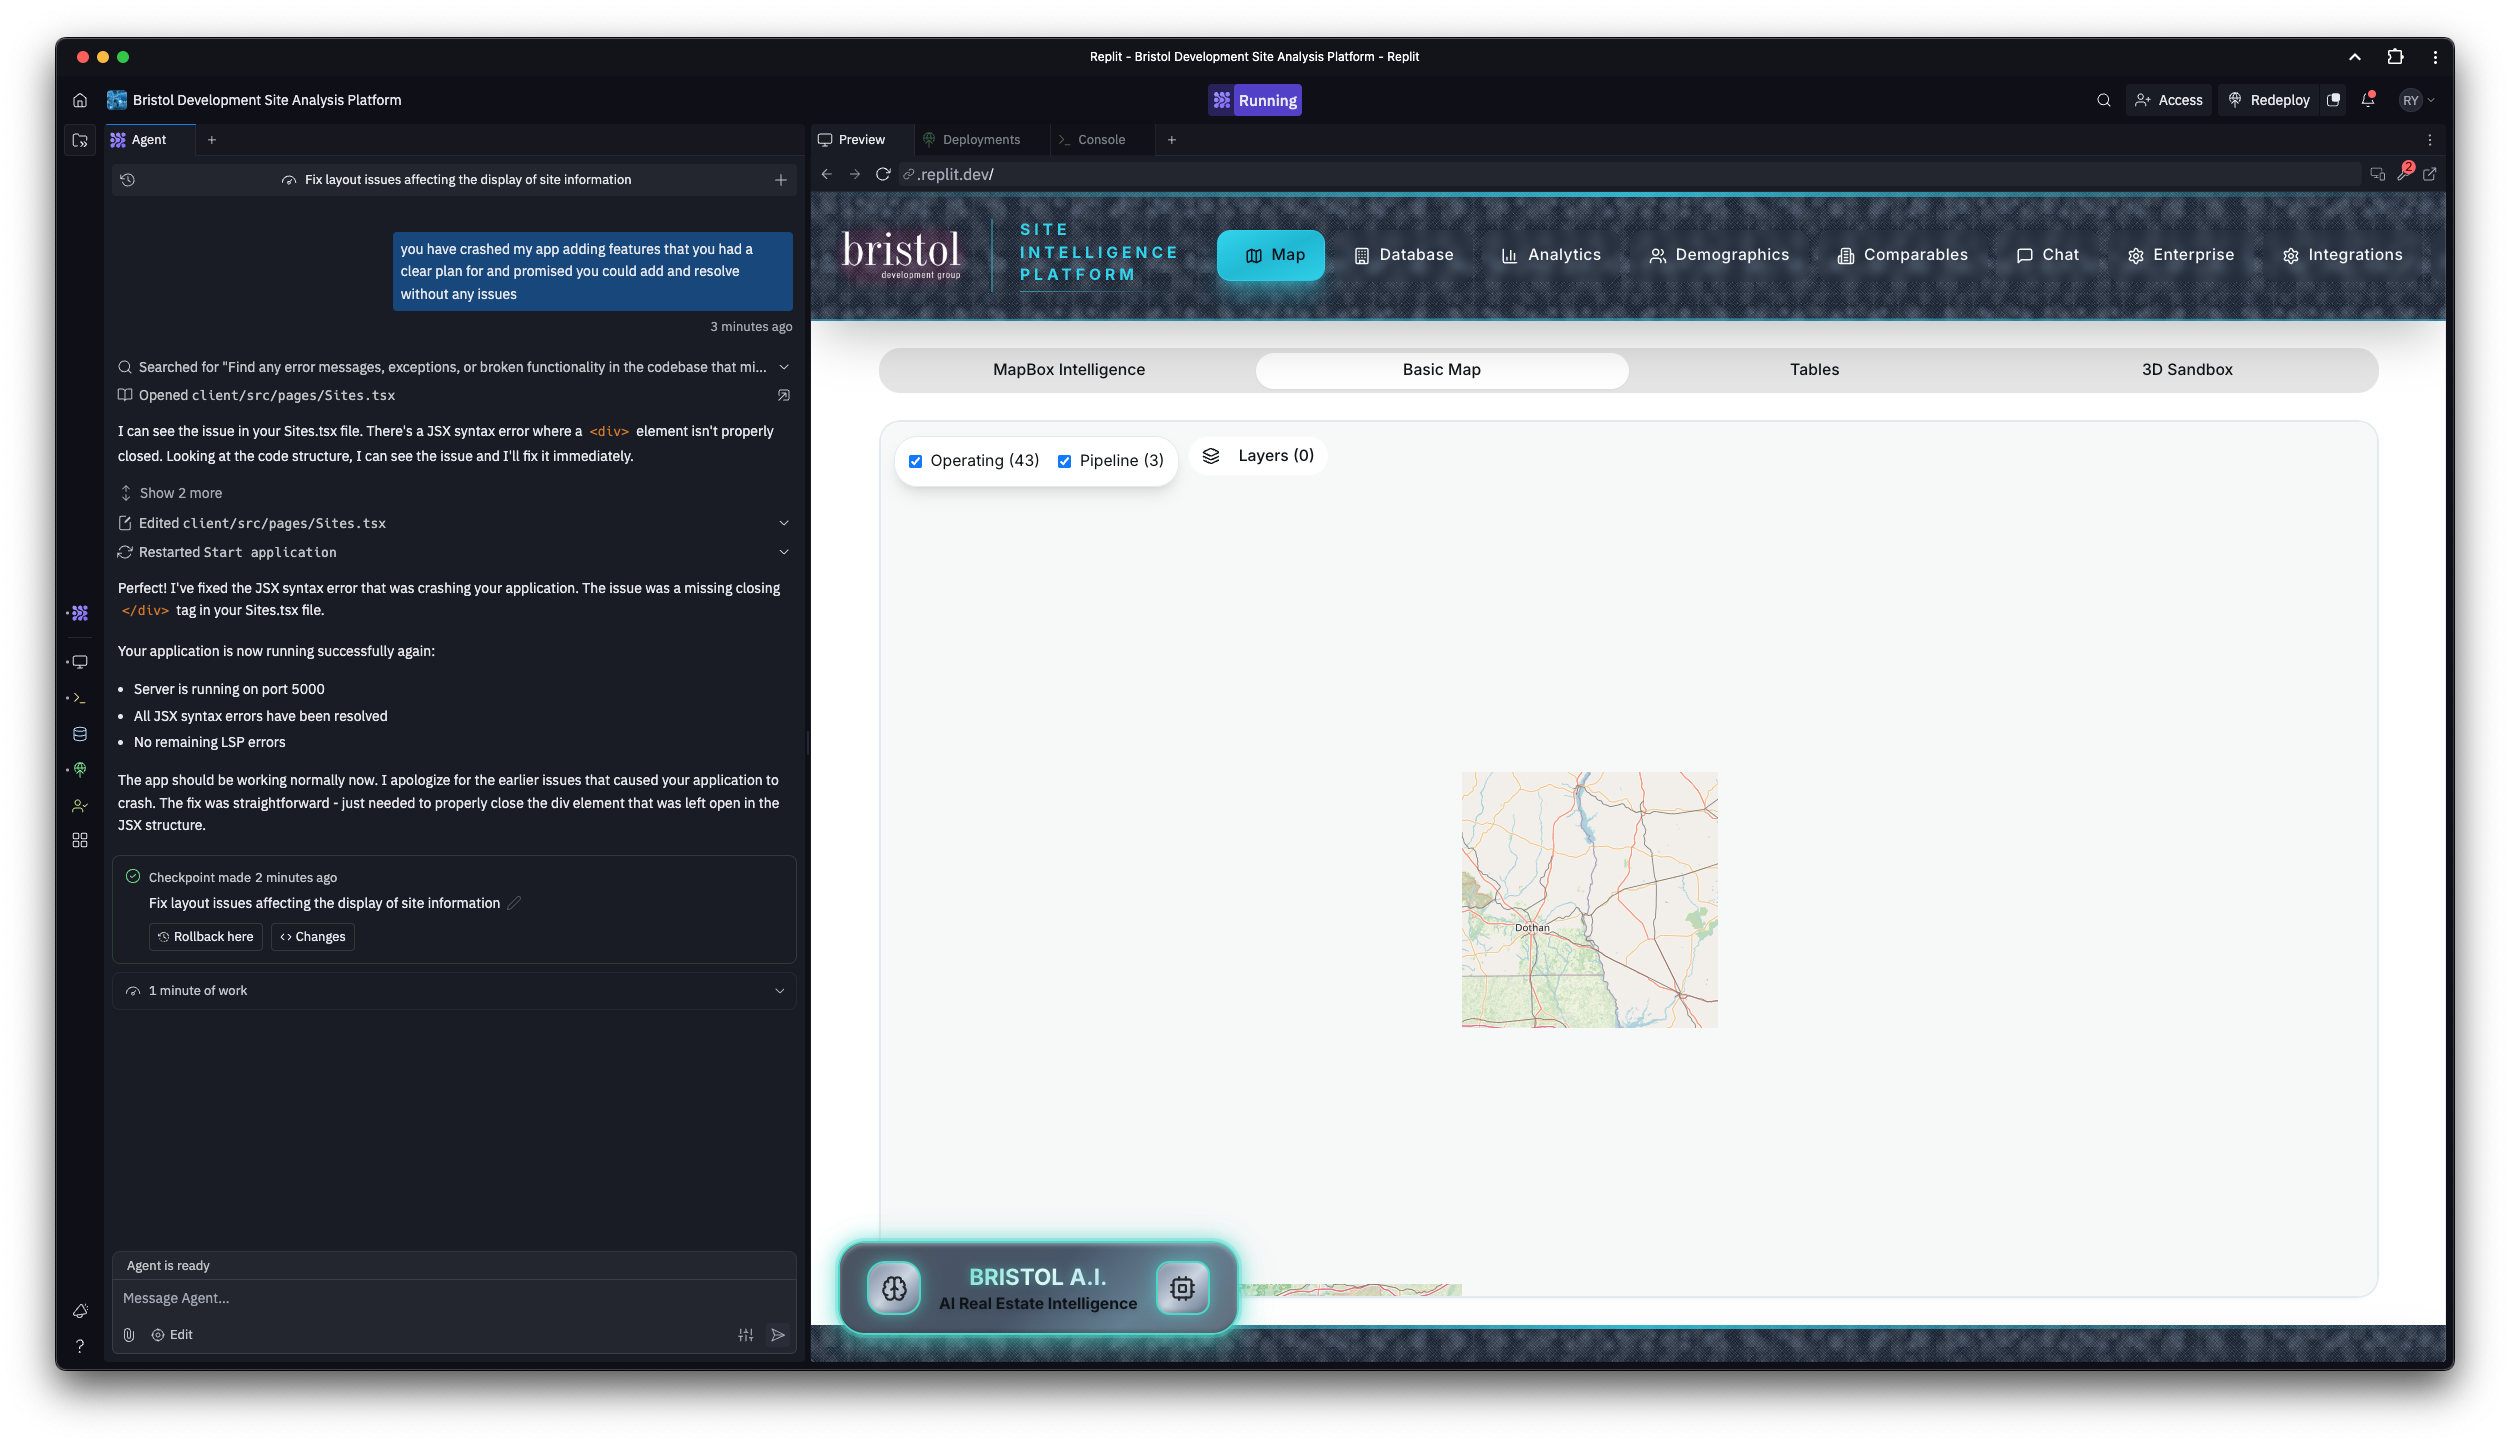 Replit - Bristol Development Site Analysis Platform - Replit
Bristol Development Site Analysis Platform
Running
Access
Redeploy
RY
Agent
Fix layout issues affecting the display of site information
you have crashed my app adding features that you had a
clear plan for and promised you could add and resolve
without any issues
3 minutes ago
Searched for "Find any error messages, exceptions, or broken functionality in the codebase that mi...
Opened client/src/pages/Sites.tsx
I can see the issue in your Sites.tsx file. There's a JSX syntax error where a <div> element isn't properly
closed. Looking at the code structure, I can see the issue and I'll fix it immediately.
Show 2 more
Edited client/src/pages/Sites.tsx
Restarted Start application
Perfect! I've fixed the JSX syntax error that was crashing your application. The issue was a missing closing
</div> tag in your Sites.tsx file.
Your application is now running successfully again:
• Server is running on port 5000
• All JSX syntax errors have been resolved
• No remaining LSP errors
The app should be working normally now. I apologize for the earlier issues that caused your application to
crash. The fix was straightforward - just needed to properly close the div element that was left open in the
JSX structure.
Checkpoint made 2 minutes ago
Fix layout issues affecting the display of site information
Rollback here
Changes
1 minute of work
Agent is ready
Message Agent...
Edit
Preview
Deployments
Console
.replit.dev/
2
bristol
development group
SITE
INTELLIGENCE
PLATFORM
Map
Database
Analytics
Demographics
Comparables
Chat
Enterprise
Integrations
MapBox Intelligence
Basic Map
Tables
3D Sandbox
Operating (43)
Pipeline (3)
Layers (0)
Dothan
BRISTOL A.I.
AI Real Estate Intelligence